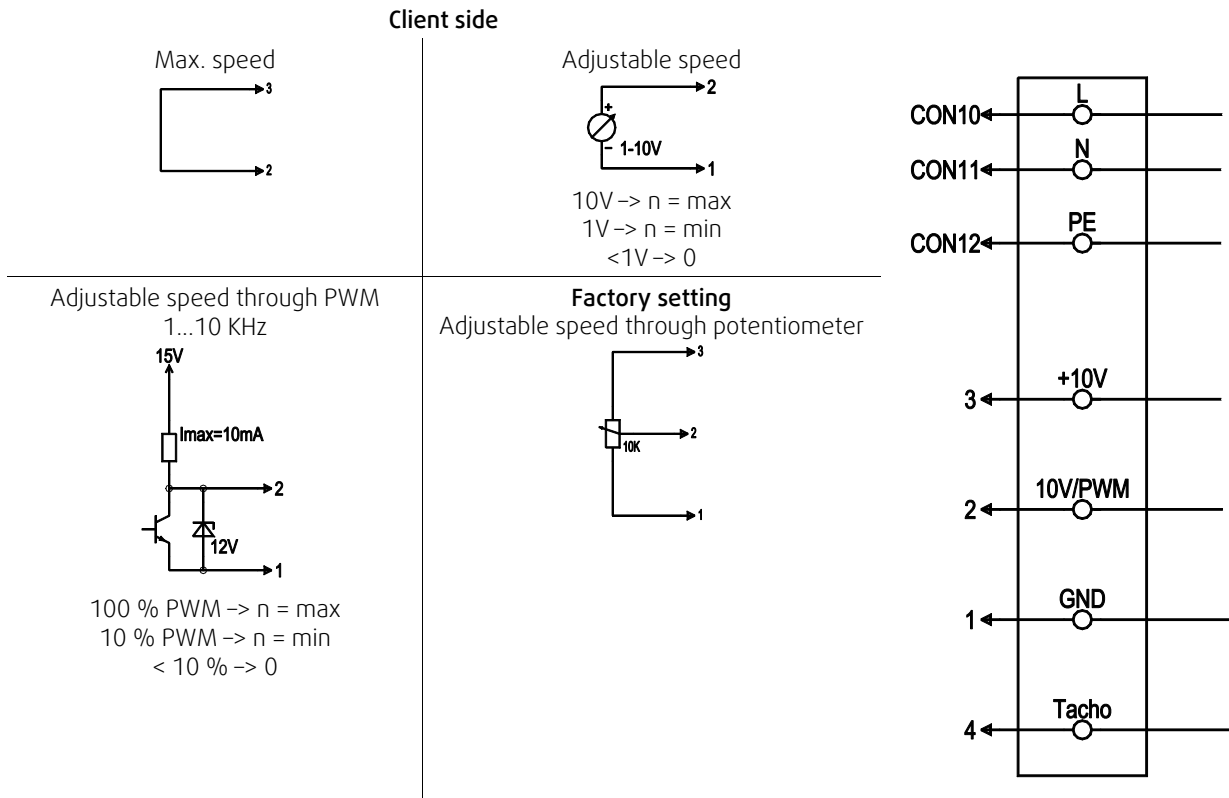 Client side
Max. speed
3
2
Adjustable speed
2
+
– 1-10V
1
10V –> n = max
1V –> n = min
<1V –> 0
Adjustable speed through PWM
1...10 KHz
15V
Imax=10mA
2
12V
1
100 % PWM –> n = max
10 % PWM –> n = min
< 10 % –> 0
Factory setting
Adjustable speed through potentiometer
3
2
10K
1
L
CON10
N
CON11
PE
CON12
+10V
3
10V/PWM
2
GND
1
Tacho
4